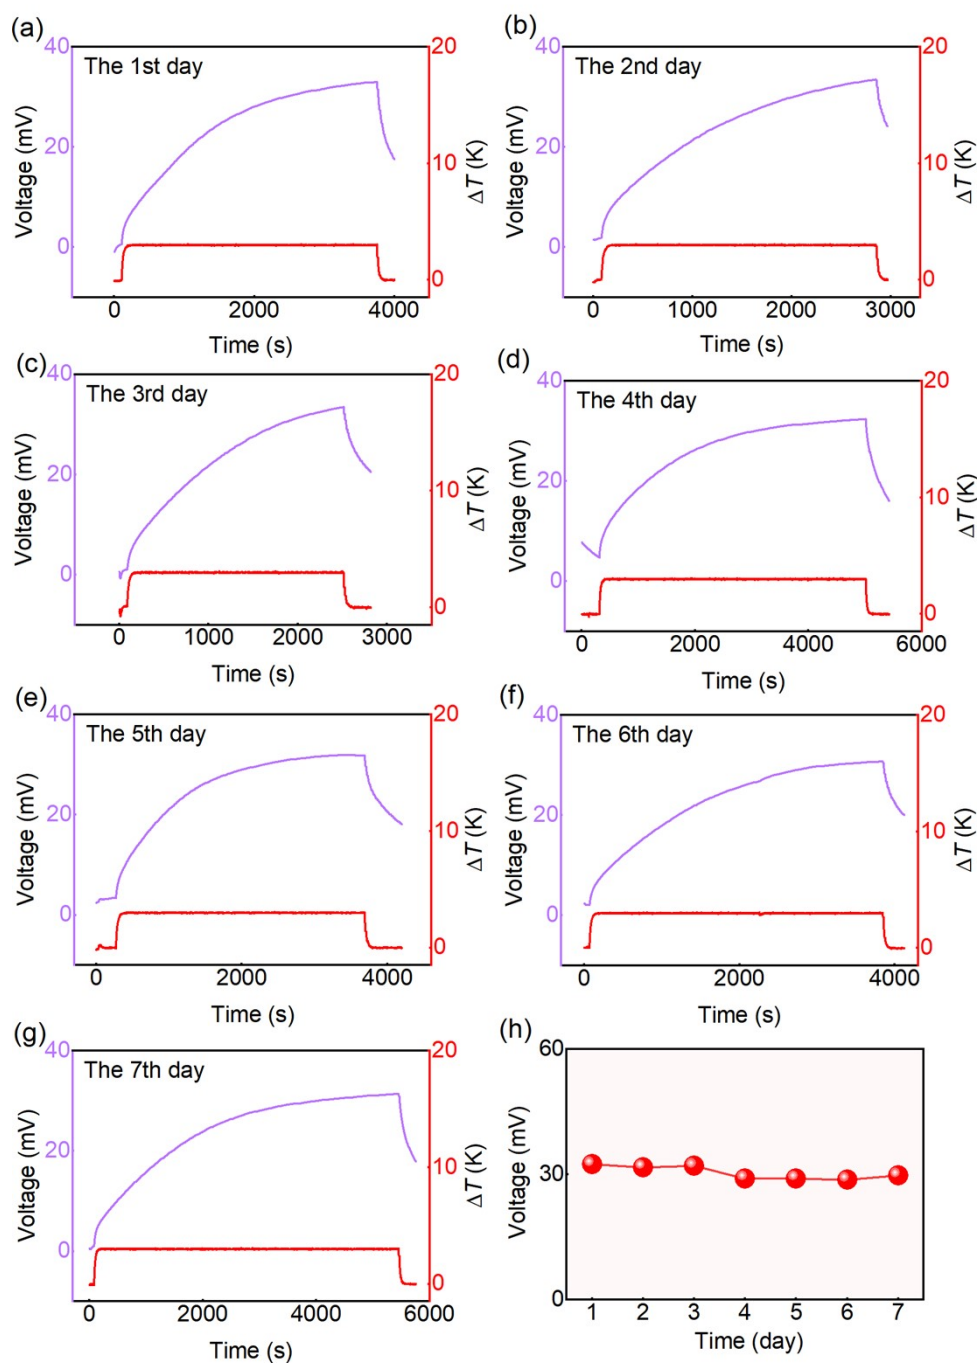 (a)
40
20
0
Voltage (mV)
The 1st day
20
10
0
ΔT (K)
0 2000 4000
Time (s)
(b)
40
20
0
Voltage (mV)
The 2nd day
20
10
0
ΔT (K)
0 1000 2000 3000
Time (s)
(c)
40
20
0
Voltage (mV)
The 3rd day
20
10
0
ΔT (K)
0 1000 2000 3000
Time (s)
(d)
40
20
0
Voltage (mV)
The 4th day
20
10
0
ΔT (K)
0 2000 4000 6000
Time (s)
(e)
40
20
0
Voltage (mV)
The 5th day
20
10
0
ΔT (K)
0 2000 4000
Time (s)
(f)
40
20
0
Voltage (mV)
The 6th day
20
10
0
ΔT (K)
0 2000 4000
Time (s)
(g)
40
20
0
Voltage (mV)
The 7th day
20
10
0
ΔT (K)
0 2000 4000 6000
Time (s)
(h)
60
30
0
Voltage (mV)
1 2 3 4 5 6 7
Time (day)